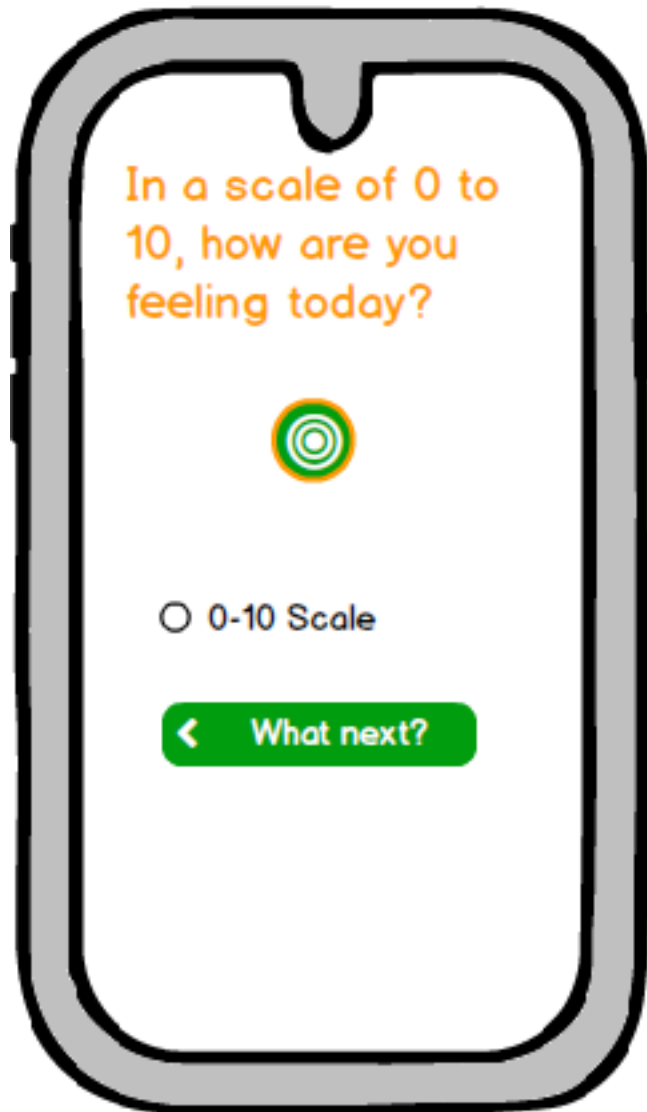 In a scale of 0 to
10, how are you
feeling today?
0-10 Scale
What next?